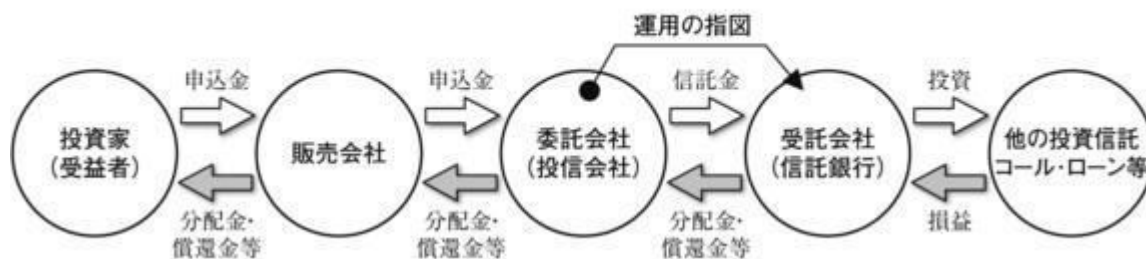 運用の指図
申込金
申込金
信託金
投資
投資家
(受益者)
販売会社
委託会社
(投信会社)
受託会社
(信託銀行)
他の投資信託
コール・ローン等
分配金・
償還金等
分配金・
償還金等
分配金・
償還金等
損益